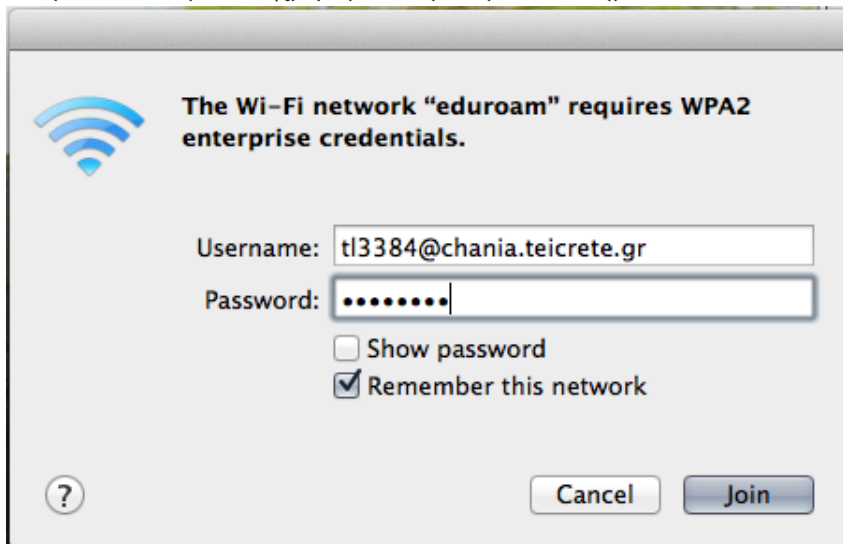 The Wi-Fi network “eduroam” requires WPA2
enterprise credentials.
Username: tl3384@chania.teicrete.gr
Password: ••••••••
Show password
Remember this network
? Cancel Join